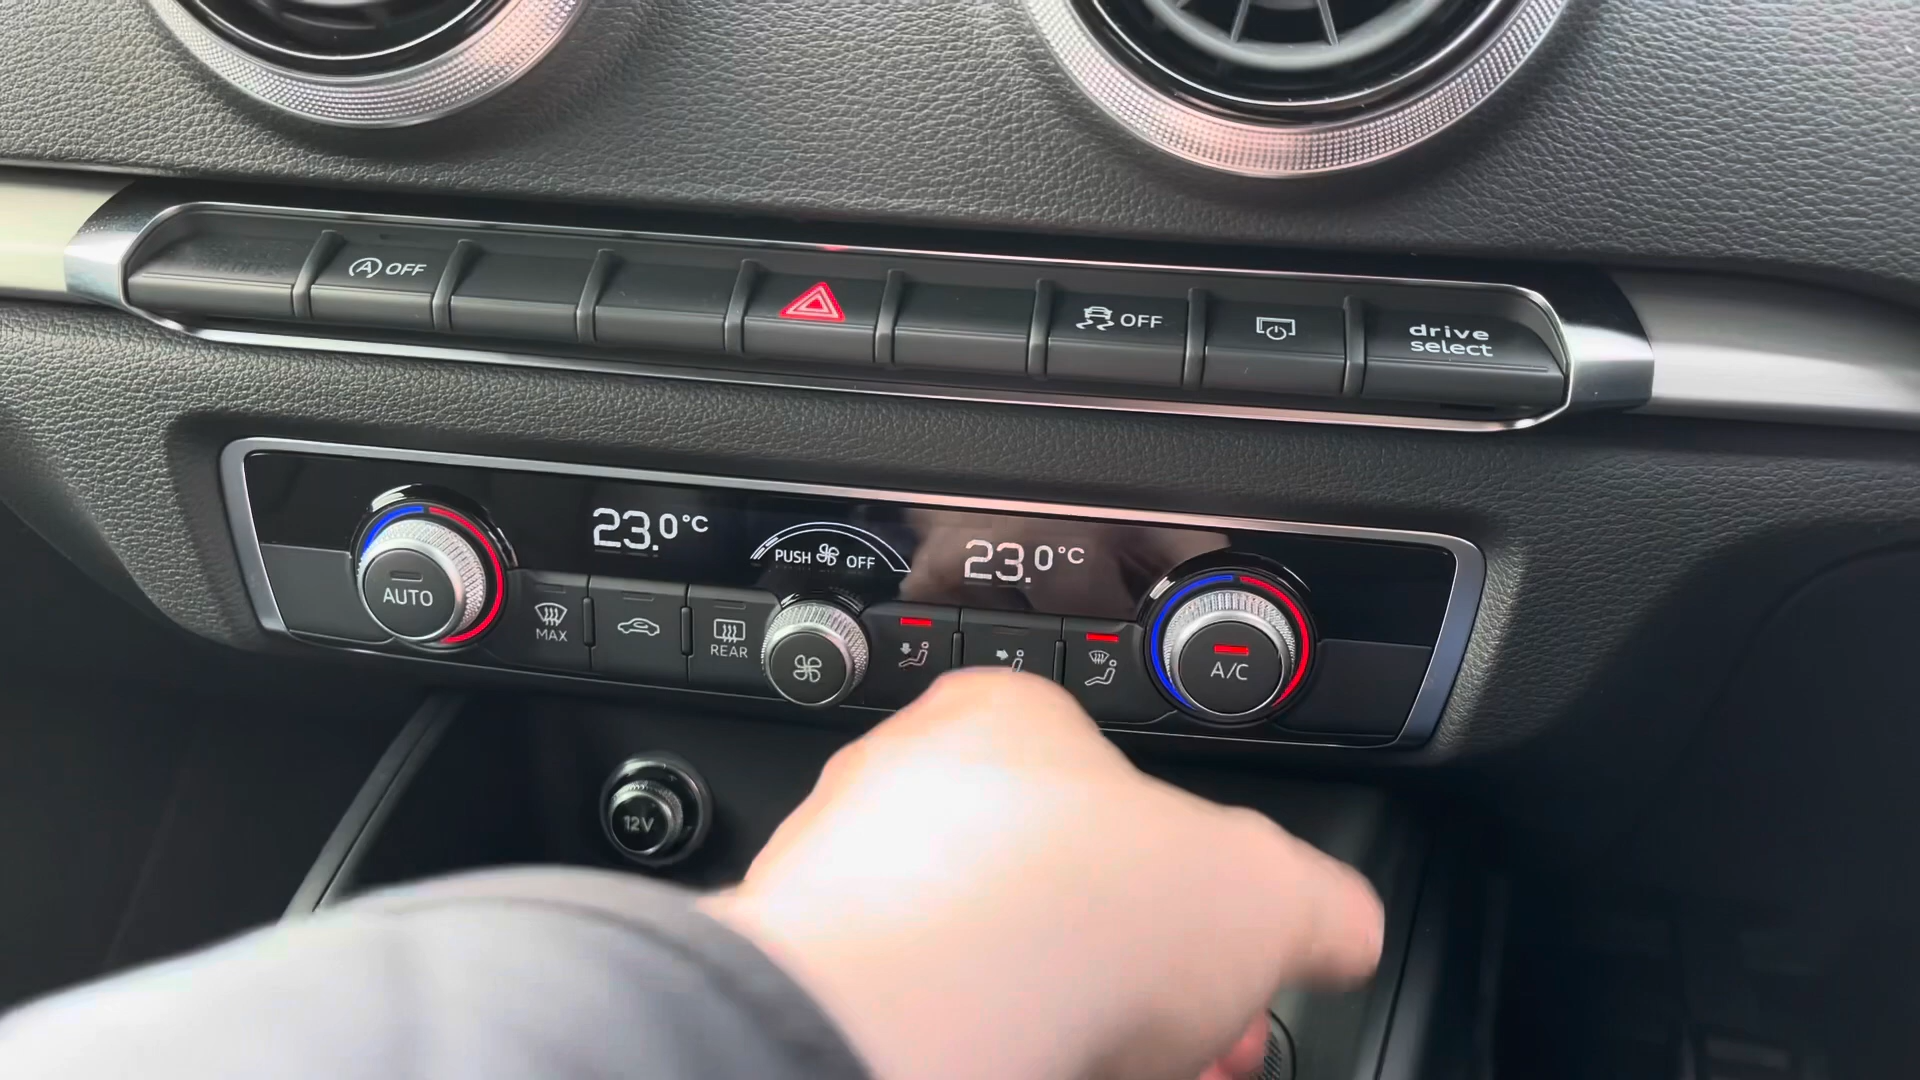 A OFF
OFF
drive
select
23.0°C
PUSH OFF
23.0°C
AUTO
MAX
REAR
A/C
12V